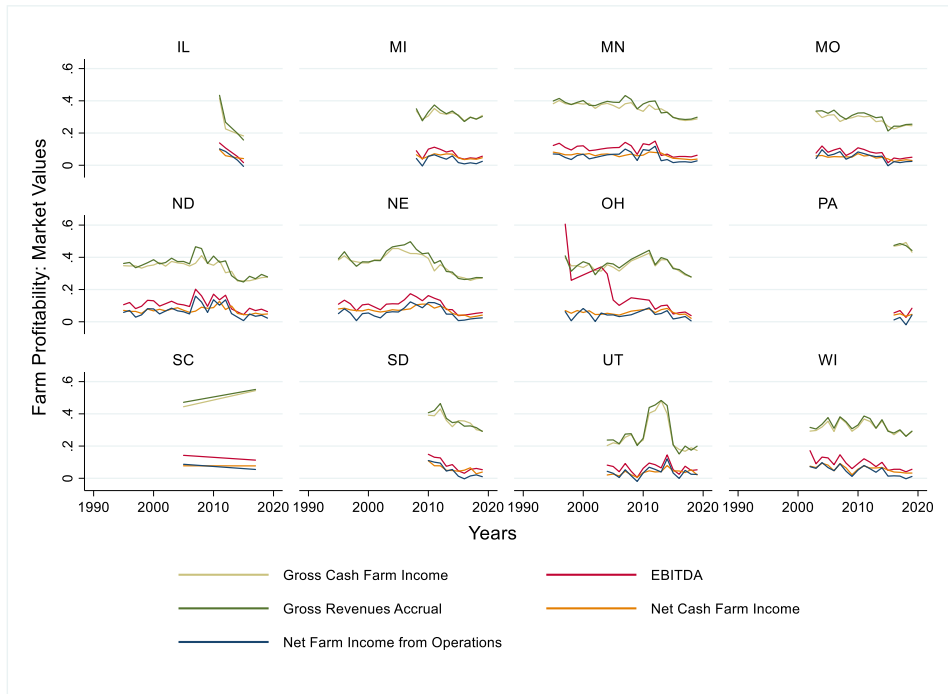 IL MI MN MO
.6
.4
.2
0
ND NE OH PA
.6
.4
.2
0
SC SD UT WI
.6
.4
.2
0
1990 2000 2010 2020 1990 2000 2010 2020 1990 2000 2010 2020 1990 2000 2010 2020
Farm Profitability: Market Values
Years
Gross Cash Farm Income EBITDA
Gross Revenues Accrual Net Cash Farm Income
Net Farm Income from Operations